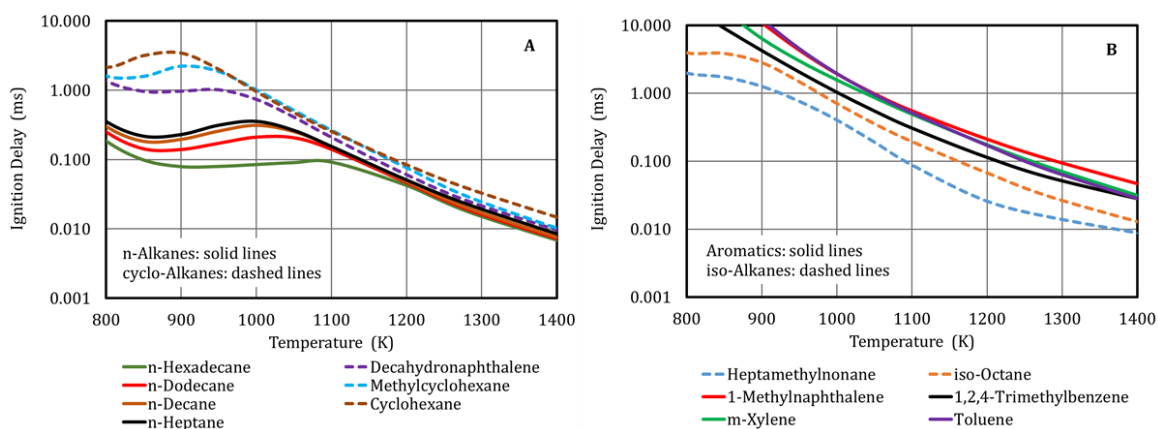 10.000
1.000
0.100
0.010
0.001
Ignition Delay (ms)
A
n-Alkanes: solid lines
cyclo-Alkanes: dashed lines
800 900 1000 1100 1200 1300 1400
Temperature (K)
n-Hexadecane
n-Dodecane
n-Decane
n-Heptane
Decahydronaphthalene
Methylcyclohexane
Cyclohexane
10.000
1.000
0.100
0.010
0.001
Ignition Delay (ms)
B
Aromatics: solid lines
iso-Alkanes: dashed lines
800 900 1000 1100 1200 1300 1400
Temperature (K)
Heptamethylnonane
iso-Octane
1-Methylnaphthalene
1,2,4-Trimethylbenzene
m-Xylene
Toluene